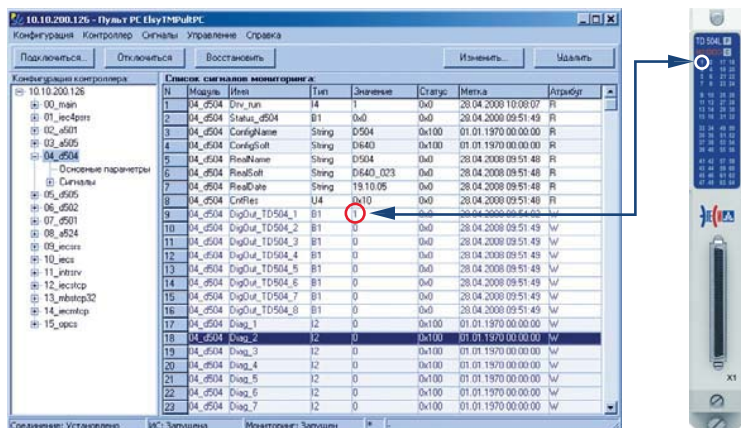 10.10.200.126 - Пульт PC ElsyTMPultPC
Конфигурация Контроллер Сигналы Управление Справка
Подключиться... Отключиться Восстановить Изменить... Удалить
Конфигурация контроллера:
10.10.200.126
00_main
01_iec4psrs
02_a501
03_a505
04_d504
Основные параметры
Сигналы
05_d505
06_d502
07_d501
08_a524
09_iecsrs
10_iecs
11_intsrv
12_iecstcp
13_mbstcp32
14_iecmtcp
15_opcs
Список сигналов мониторинга:
N Модуль Имя Тип Значение Статус Метка Атрибут
1 04_d504 Drv_run I4 1 0x0 28.04.2008 10:08:07 R
2 04_d504 Status_d504 B1 0x0 0x0 28.04.2008 09:51:49 R
3 04_d504 ConfigName String D504 0x100 01.01.1970 00:00:00 R
4 04_d504 ConfigSoft String D640 0x100 01.01.1970 00:00:00 R
5 04_d504 RealName String D504 0x0 28.04.2008 09:51:48 R
6 04_d504 RealSoft String D640_023 0x0 28.04.2008 09:51:48 R
7 04_d504 RealDate String 19.10.05 0x0 28.04.2008 09:51:48 R
8 04_d504 CntRes U4 0x10 0x0 28.04.2008 09:51:48 R
9 04_d504 DigOut_TD504_1 B1 1 0x0 28.04.2008 09:54:02 W
10 04_d504 DigOut_TD504_2 B1 0 0x0 28.04.2008 09:51:49 W
11 04_d504 DigOut_TD504_3 B1 0 0x0 28.04.2008 09:51:49 W
12 04_d504 DigOut_TD504_4 B1 0 0x0 28.04.2008 09:51:49 W
13 04_d504 DigOut_TD504_5 B1 0 0x0 28.04.2008 09:51:49 W
14 04_d504 DigOut_TD504_6 B1 0 0x0 28.04.2008 09:51:49 W
15 04_d504 DigOut_TD504_7 B1 0 0x0 28.04.2008 09:51:49 W
16 04_d504 DigOut_TD504_8 B1 0 0x0 28.04.2008 09:51:49 W
17 04_d504 Diag_1 I2 0 0x100 01.01.1970 00:00:00 W
18 04_d504 Diag_2 I2 0 0x100 01.01.1970 00:00:00 W
19 04_d504 Diag_3 I2 0 0x100 01.01.1970 00:00:00 W
20 04_d504 Diag_4 I2 0 0x100 01.01.1970 00:00:00 W
21 04_d504 Diag_5 I2 0 0x100 01.01.1970 00:00:00 W
22 04_d504 Diag_6 I2 0 0x100 01.01.1970 00:00:00 W
23 04_d504 Diag_7 I2 0 0x100 01.01.1970 00:00:00 W
Соединение: Установлено ИС: Запущена Мониторинг: Запущен *
TD 504L
X1